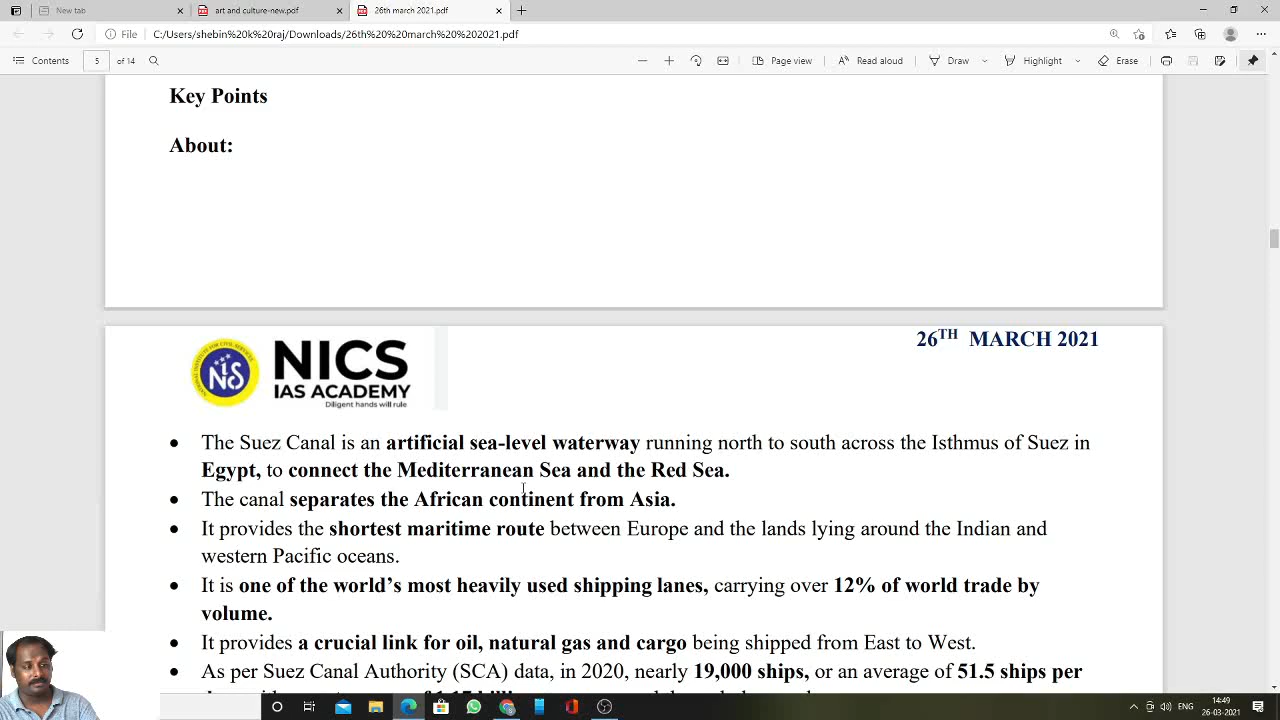 New tab
art and culture-new.pdf
26th march 2021.pdf
File
C:/Users/shebin%20k%20raj/Downloads/26th%20%20march%20%202021.pdf
Contents
5
of 14
Page view
Read aloud
Draw
Highlight
Erase
Key Points
About:
26TH MARCH 2021
NATIONAL INSTITUTE FOR CIVIL SERVICES
NIS
NICS
IAS ACADEMY
Diligent hands will rule
• The Suez Canal is an artificial sea-level waterway running north to south across the Isthmus of Suez in
Egypt, to connect the Mediterranean Sea and the Red Sea.
• The canal separates the African continent from Asia.
• It provides the shortest maritime route between Europe and the lands lying around the Indian and
western Pacific oceans.
• It is one of the world's most heavily used shipping lanes, carrying over 12% of world trade by
volume.
• It provides a crucial link for oil, natural gas and cargo being shipped from East to West.
• As per Suez Canal Authority (SCA) data, in 2020, nearly 19,000 ships, or an average of 51.5 ships per
ENG
14:49
26-03-2021